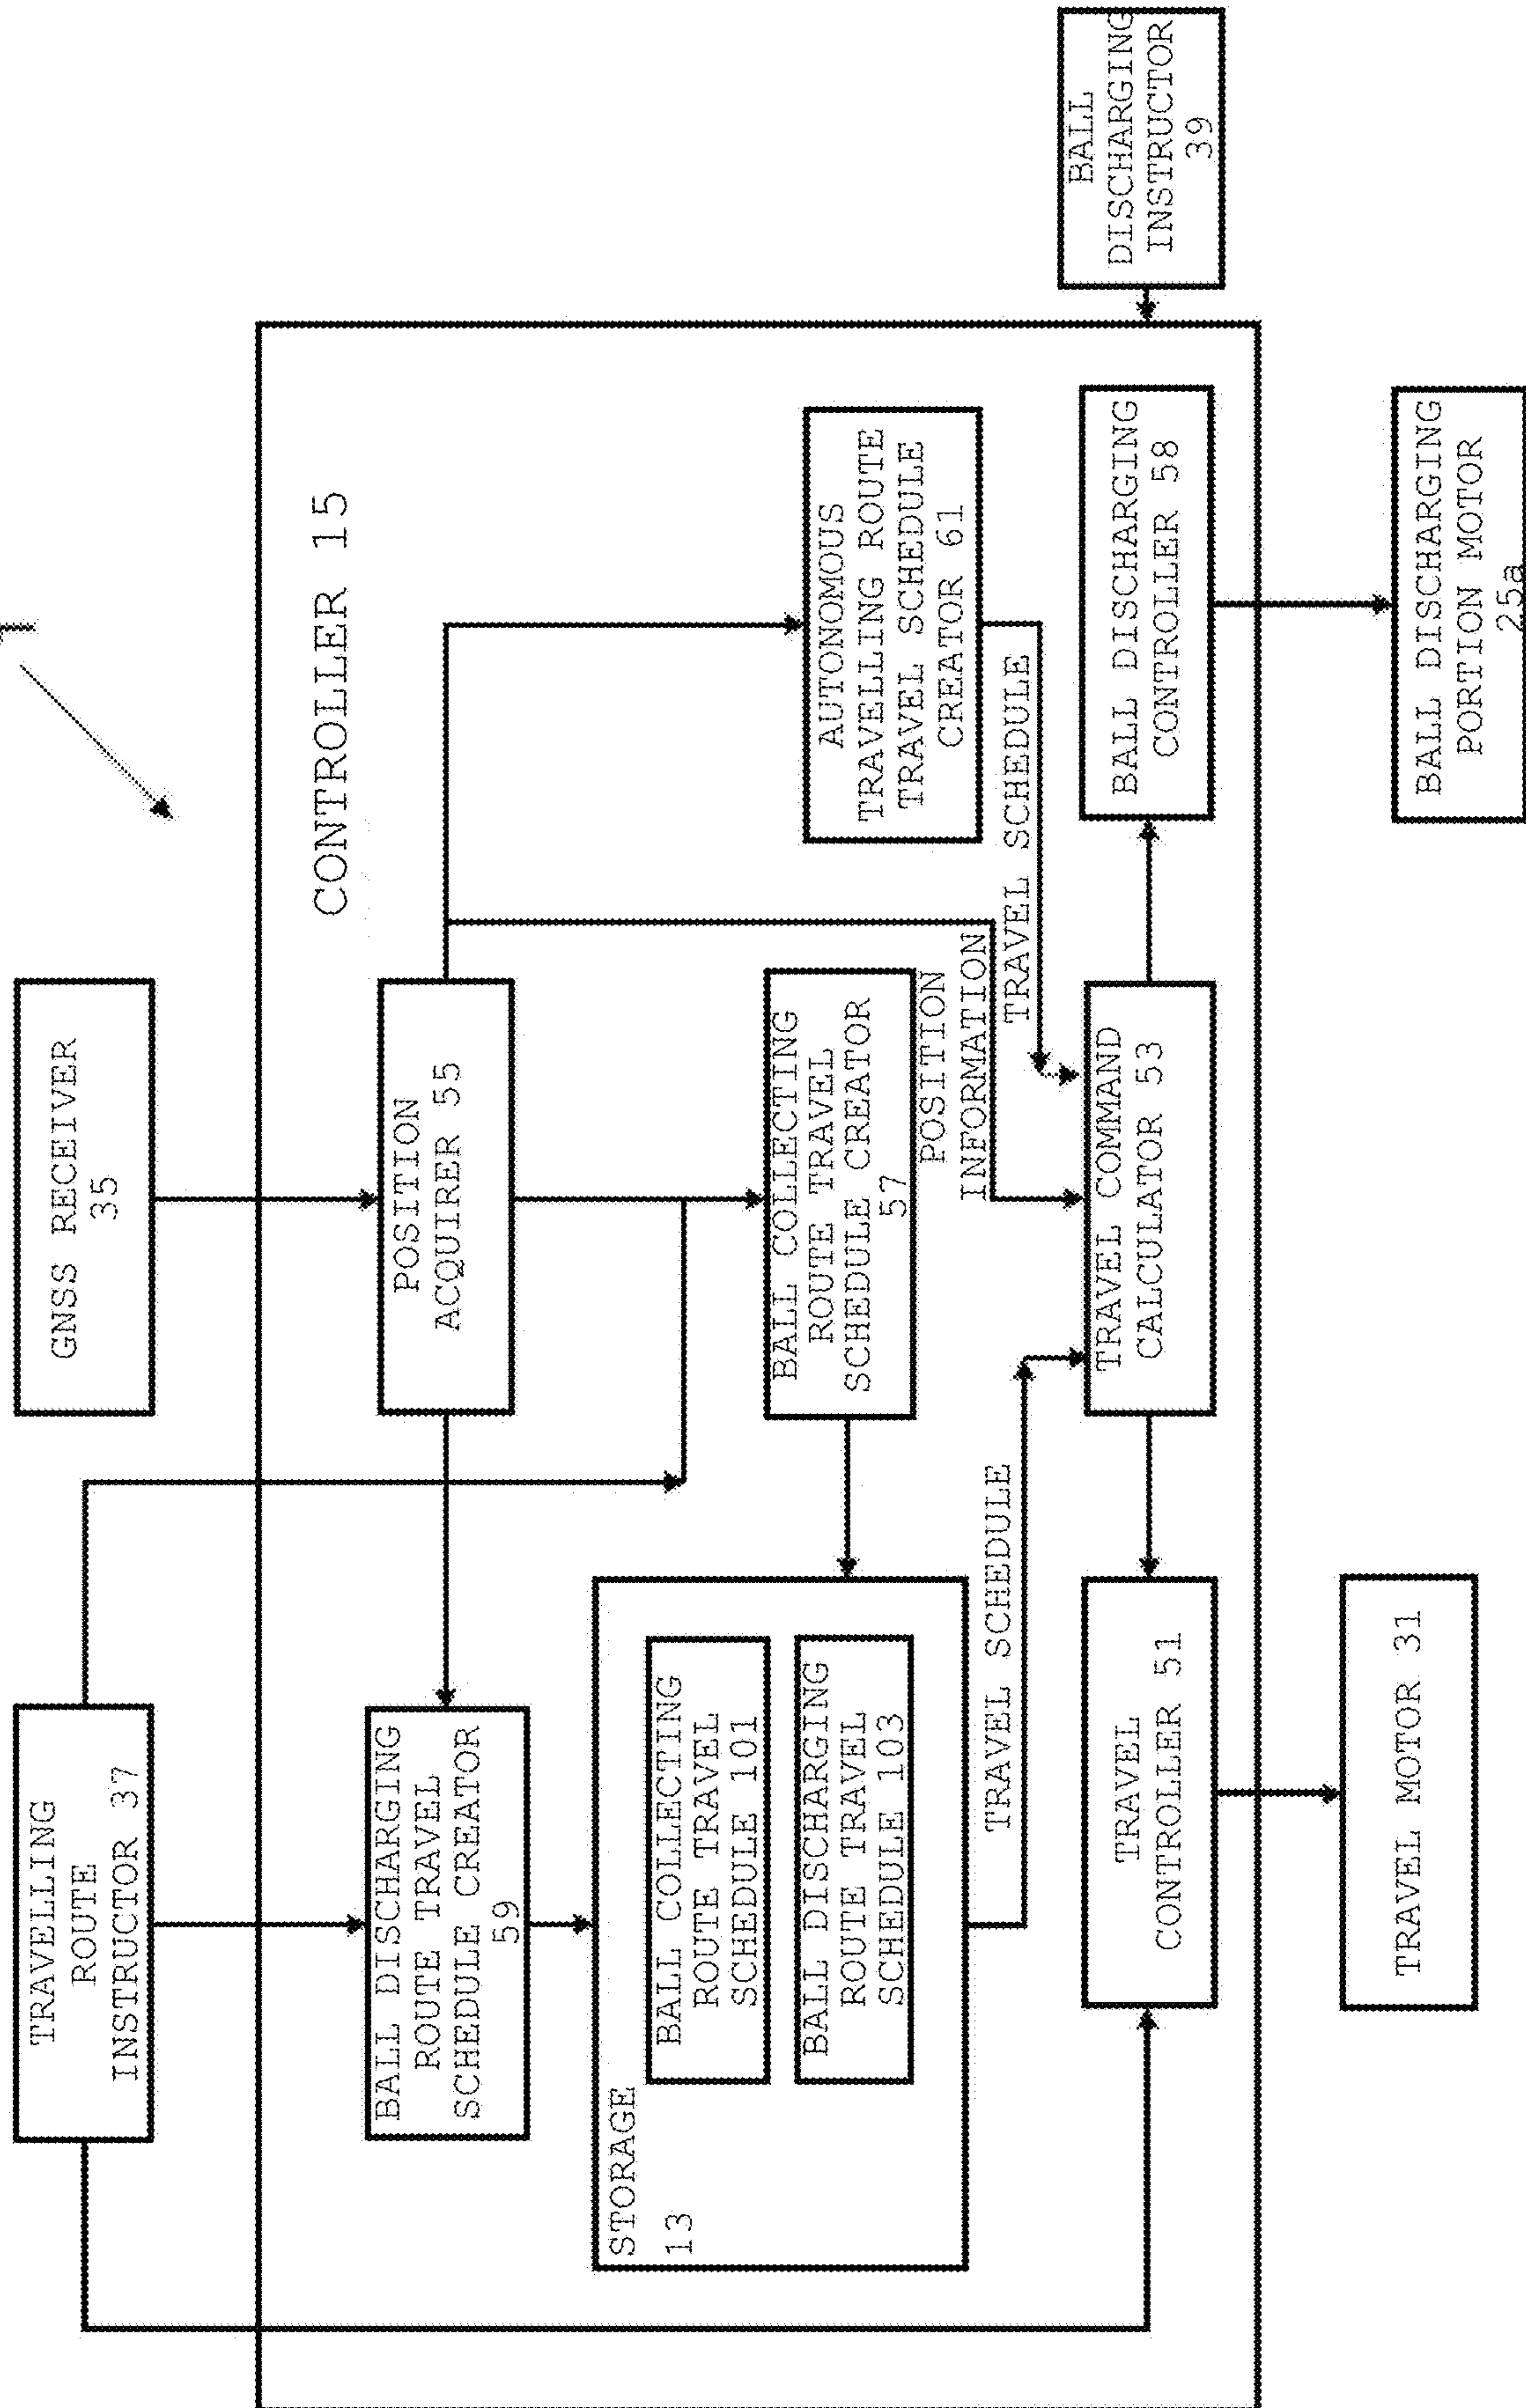 1
TRAVELLING
ROUTE
INSTRUCTOR 37
GNSS RECEIVER
35
CONTROLLER 15
BALL DISCHARGING
ROUTE TRAVEL
SCHEDULE CREATOR
59
POSITION
ACQUIRER 55
STORAGE
13
BALL COLLECTING
ROUTE TRAVEL
SCHEDULE 101
BALL DISCHARGING
ROUTE TRAVEL
SCHEDULE 103
BALL COLLECTING
ROUTE TRAVEL
SCHEDULE CREATOR
57
AUTONOMOUS
TRAVELLING ROUTE
TRAVEL SCHEDULE
CREATOR 61
POSITION
INFORMATION
TRAVEL SCHEDULE
TRAVEL SCHEDULE
TRAVEL
CONTROLLER 51
TRAVEL COMMAND
CALCULATOR 53
BALL DISCHARGING
CONTROLLER 58
BALL
DISCHARGING
INSTRUCTOR
39
TRAVEL MOTOR 31
BALL DISCHARGING
PORTION MOTOR
25a